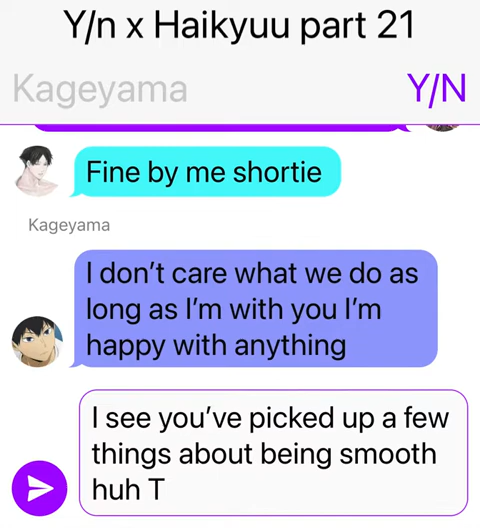 Y/n x Haikyuu part 21
Kageyama
Y/N
Fine by me shortie
Kageyama
I don't care what we do as
long as I'm with you I'm
happy with anything
I see you've picked up a few
things about being smooth
huh T